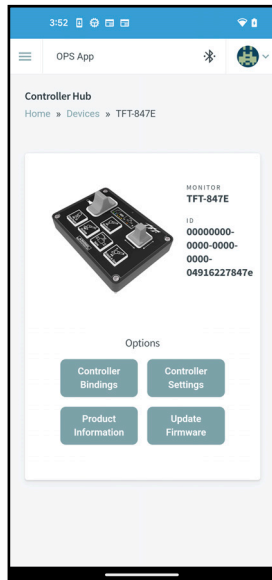 3:52
OPS App
Controller Hub
Home » Devices » TFT-847E
MONITOR
TFT-847E
ID
00000000-
0000-0000-
0000-
04916227847e
Options
Controller
Bindings
Controller
Settings
Product
Information
Update
Firmware